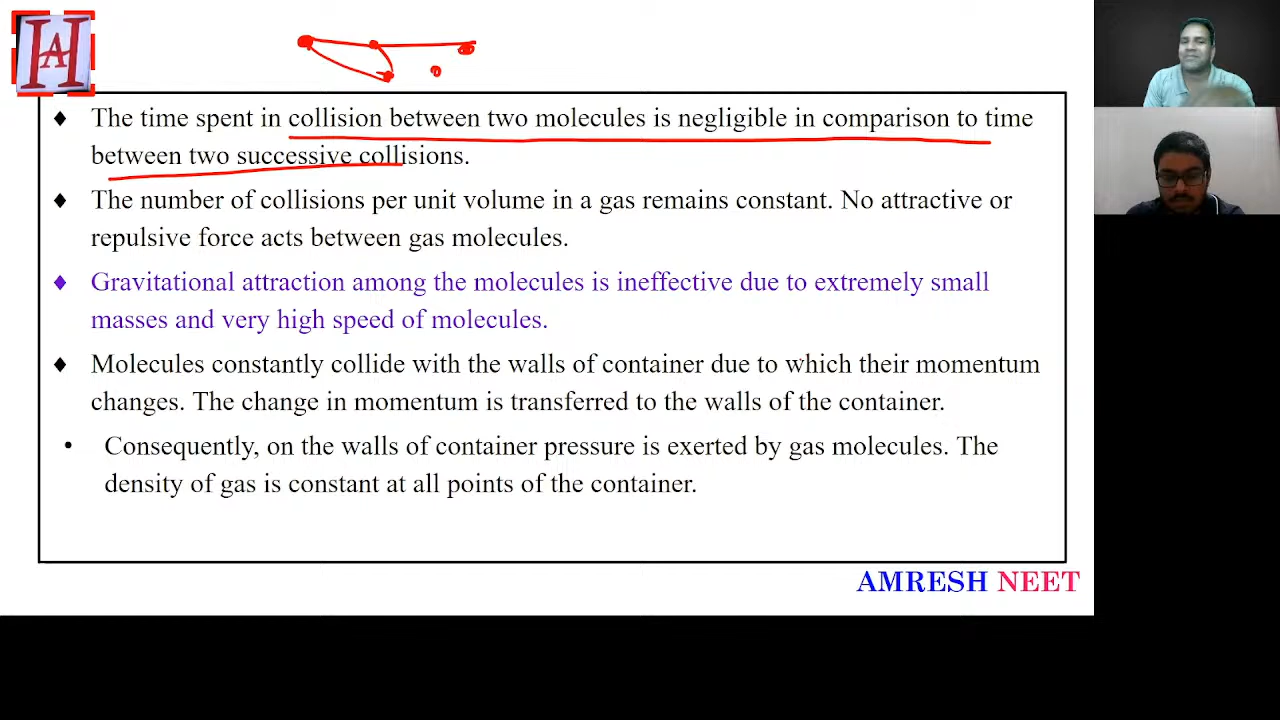 HA
The time spent in collision between two molecules is negligible in comparison to time
between two successive collisions.
The number of collisions per unit volume in a gas remains constant. No attractive or
repulsive force acts between gas molecules.
Gravitational attraction among the molecules is ineffective due to extremely small
masses and very high speed of molecules.
Molecules constantly collide with the walls of container due to which their momentum
changes. The change in momentum is transferred to the walls of the container.
Consequently, on the walls of container pressure is exerted by gas molecules. The
density of gas is constant at all points of the container.
AMRESH NEET